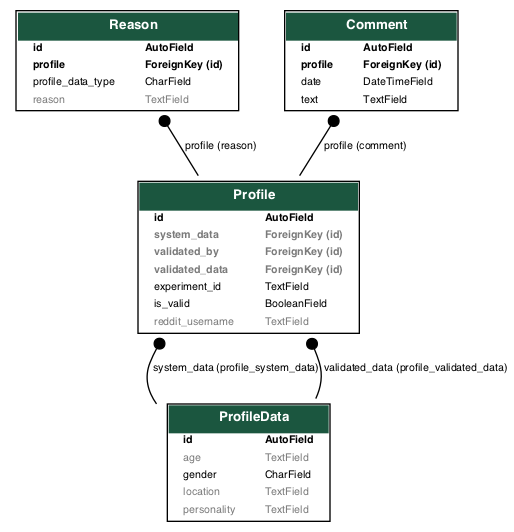 Reason
id AutoField
profile ForeignKey (id)
profile_data_type CharField
reason TextField
Comment
id AutoField
profile ForeignKey (id)
date DateTimeField
text TextField
profile (reason)
profile (comment)
Profile
id AutoField
system_data ForeignKey (id)
validated_by ForeignKey (id)
validated_data ForeignKey (id)
experiment_id TextField
is_valid BooleanField
reddit_username TextField
system_data (profile_system_data)
validated_data (profile_validated_data)
ProfileData
id AutoField
age TextField
gender CharField
location TextField
personality TextField